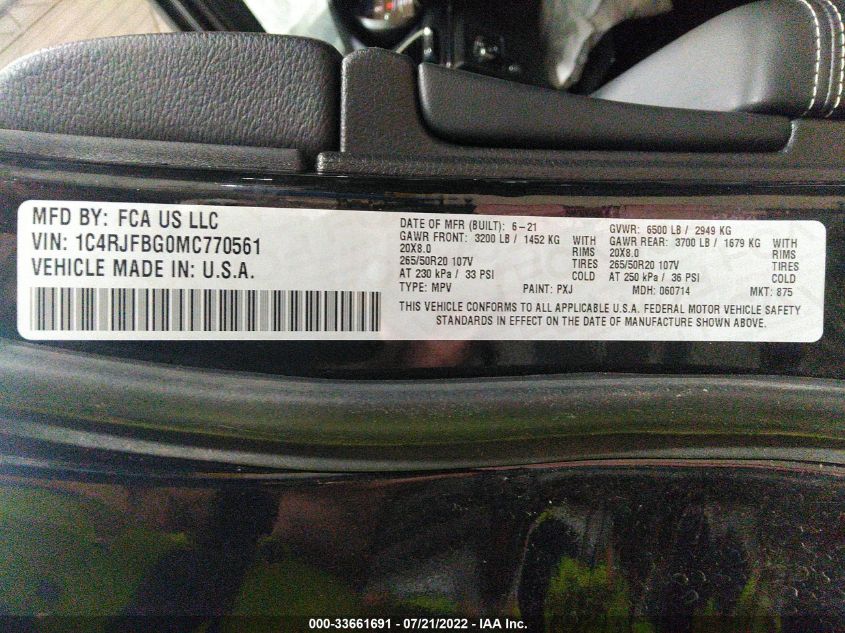 MFD BY: FCA US LLC
VIN: 1C4RJFBG0MC770561
VEHICLE MADE IN: U.S.A.
DATE OF MFR (BUILT): 6-21
GAWR FRONT: 3200 LB / 1452 KG WITH
20X8.0 RIMS
265/50R20 107V TIRES
AT 230 kPa / 33 PSI COLD
TYPE: MPV PAINT: PXJ
GVWR: 6500 LB / 2949 KG
GAWR REAR: 3700 LB / 1679 KG WITH
20X8.0 RIMS
265/50R20 107V TIRES
AT 250 kPa / 36 PSI COLD
MDH: 060714 MKT: 875
THIS VEHICLE CONFORMS TO ALL APPLICABLE U.S.A. FEDERAL MOTOR VEHICLE SAFETY
STANDARDS IN EFFECT ON THE DATE OF MANUFACTURE SHOWN ABOVE.
000-33661691 - 07/21/2022 - IAA Inc.